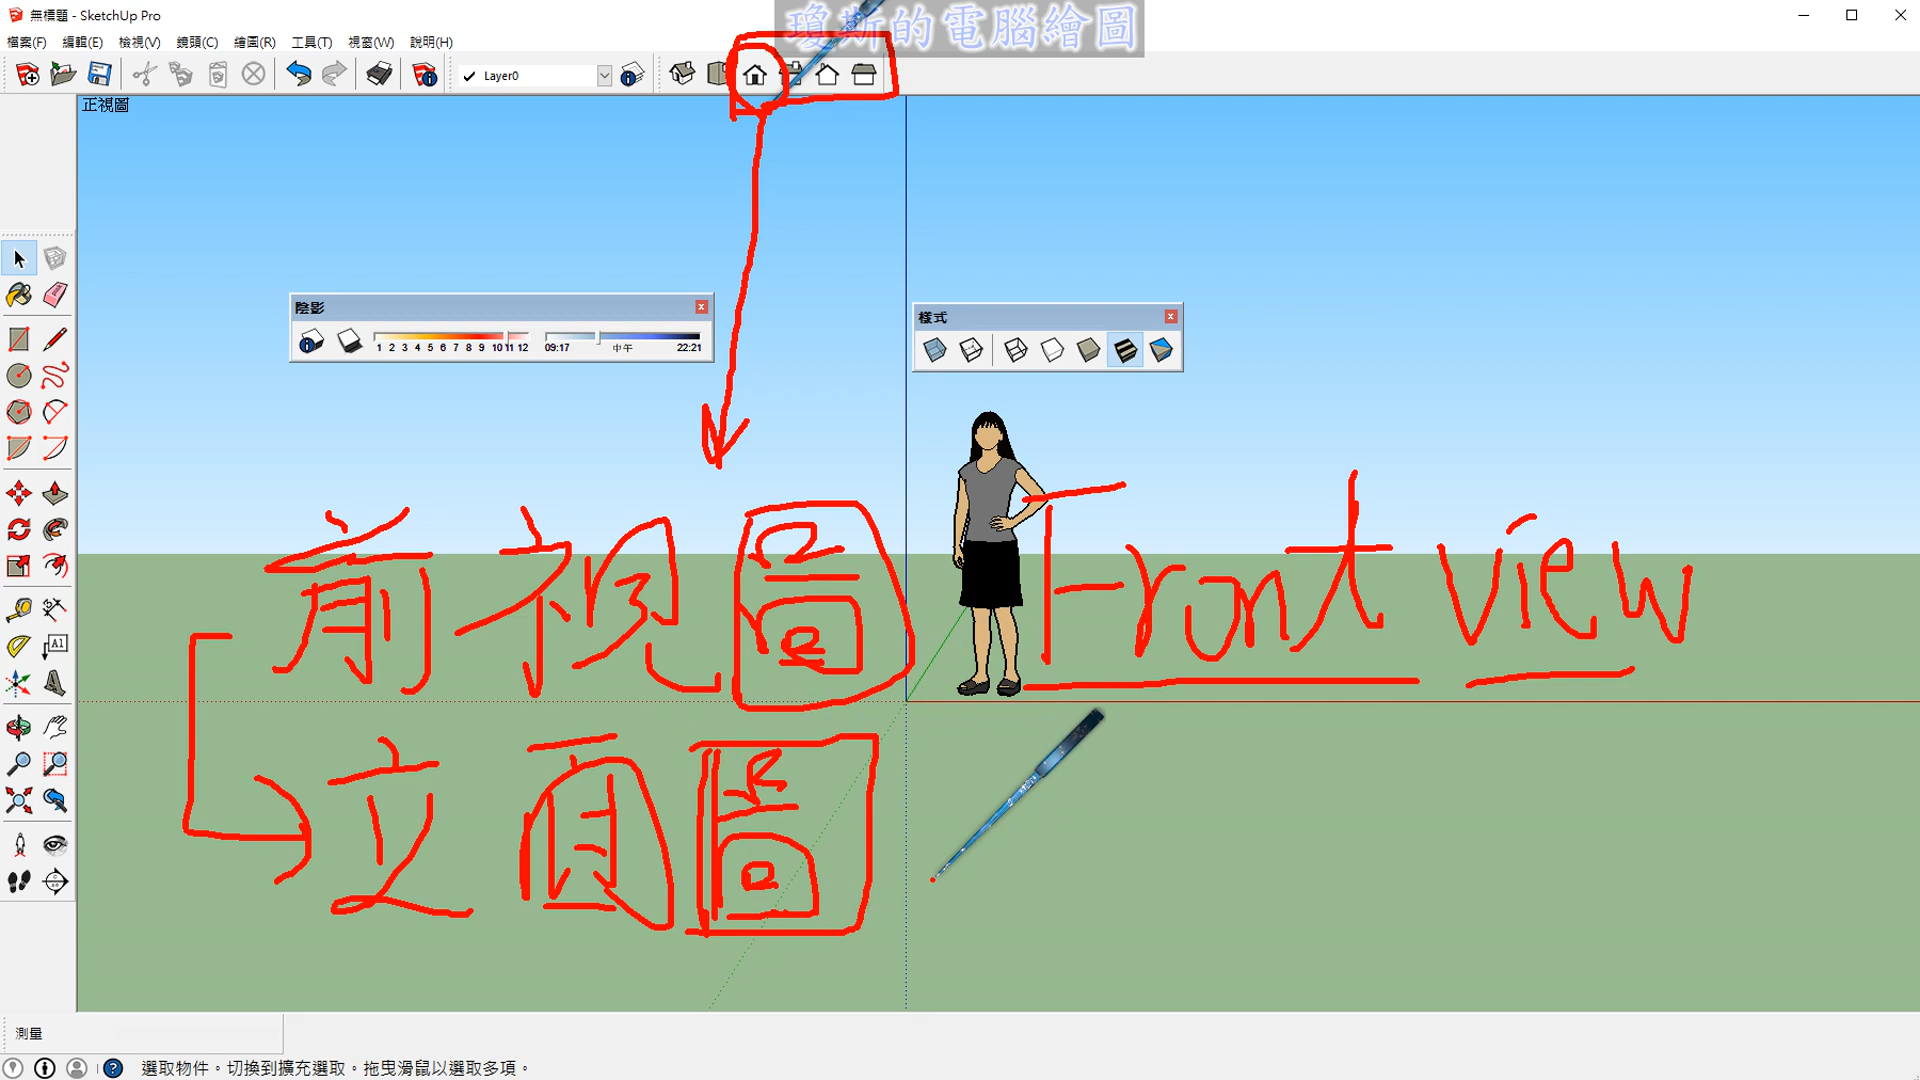 無標題 - SketchUp Pro
瓊斯的電腦繪圖
檔案(F) 編輯(E) 檢視(V) 鏡頭(C) 繪圖(R) 工具(T) 視窗(W) 說明(H)
Layer0
正視圖
陰影
1 2 3 4 5 6 7 8 9 10 11 12 09:17 中午 22:21
樣式
前視圖 Front view
立面圖
A1
測量
選取物件。切換到擴充選取。拖曳滑鼠以選取多項。